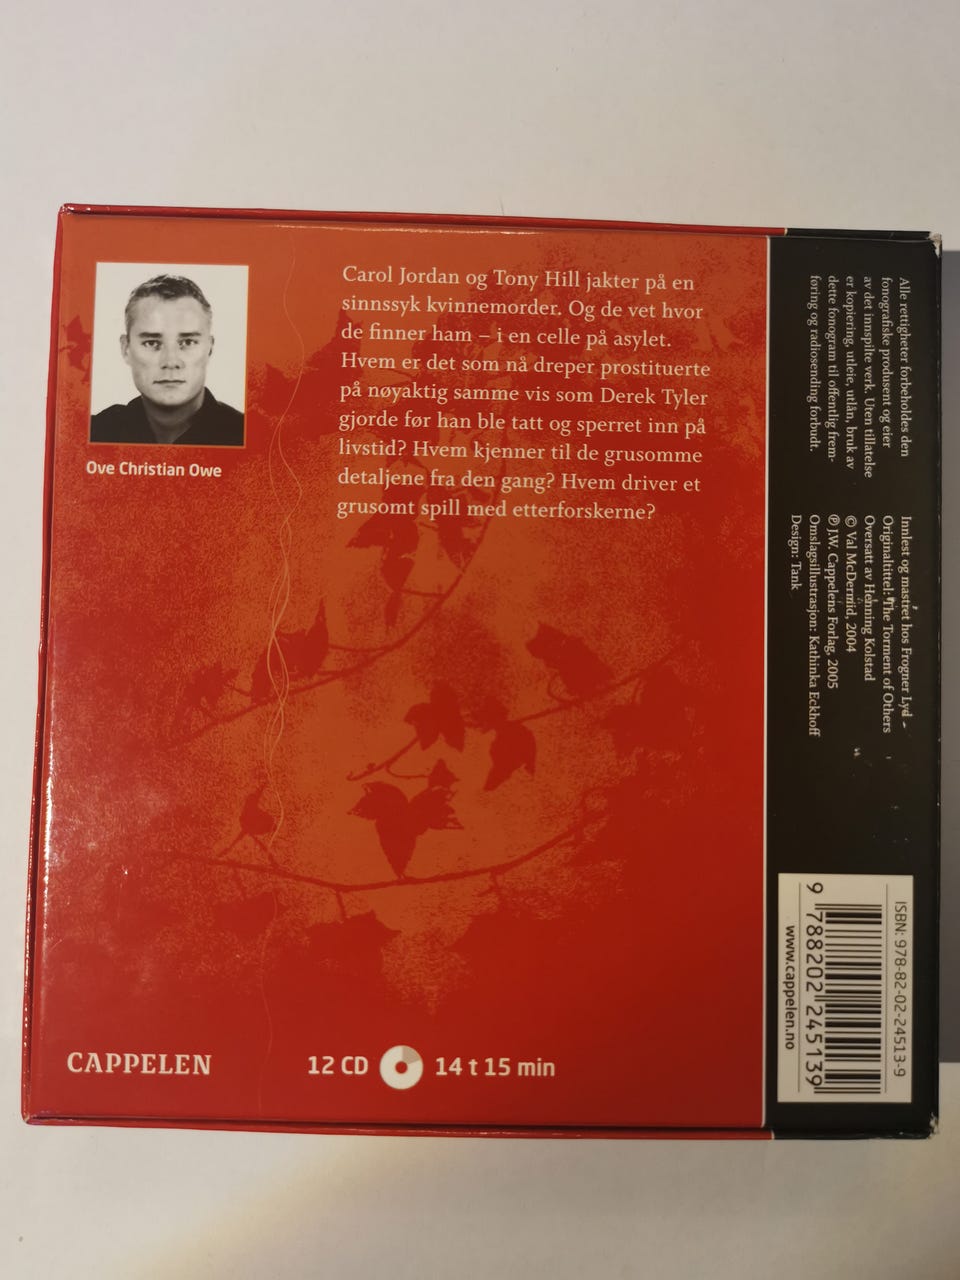 Carol Jordan og Tony Hill jakter på en
sinnssyk kvinnemorder. Og de vet hvor
de finner ham – i en celle på asylet.
Hvem er det som nå dreper prostituerte
på nøyaktig samme vis som Derek Tyler
gjorde før han ble tatt og sperret inn på
livstid? Hvem kjenner til de grusomme
detaljene fra den gang? Hvem driver et
grusomt spill med etterforskerne?
Ove Christian Owe
CAPPELEN
12 CD
14 t 15 min
Alle rettigheter forbeholdes den
fonografiske produsent og eier
av det innspilte verk. Uten tillatelse
er kopiering, utleie, utlån, bruk av
dette fonogram til offentlig frem-
føring og radiosending forbudt.
Innlest og mastret hos Frogner Lyd
Originaltittel: The Torment of Others
Oversatt av Henning Kolstad
© Val McDermid, 2004
℗ J.W. Cappelens Forlag, 2005
Omslagsillustrasjon: Kathinka Eckhoff
Design: Tank
ISBN: 978-82-02-24513-9
9 788202 245139
www.cappelen.no